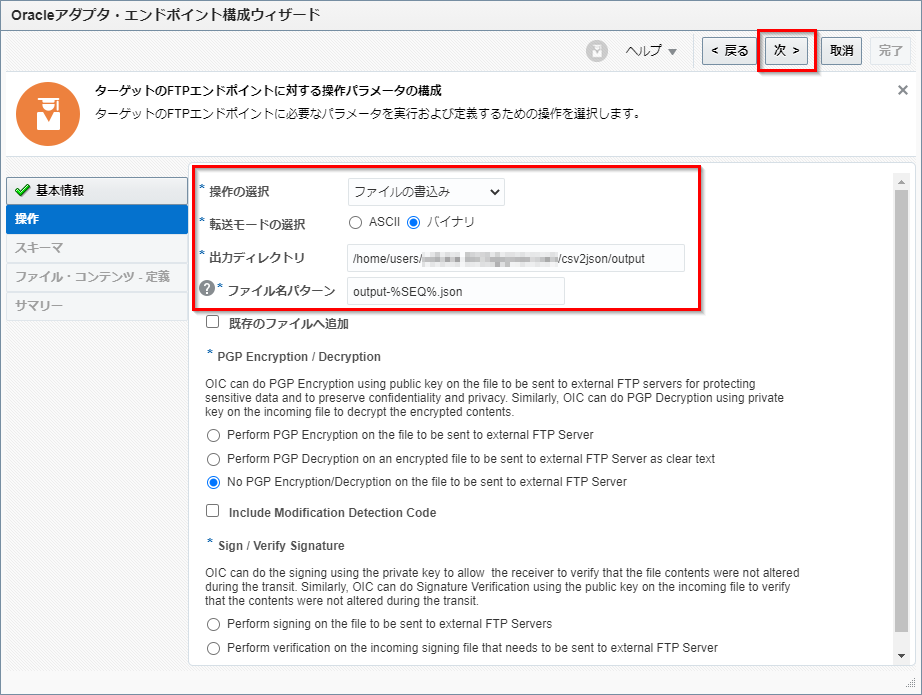 Oracleアダプタ・エンドポイント構成ウィザード
ヘルプ
< 戻る
次 >
取消
完了
ターゲットのFTPエンドポイントに対する操作パラメータの構成
ターゲットのFTPエンドポイントに必要なパラメータを実行および定義するための操作を選択します。
基本情報
操作
スキーマ
ファイル・コンテンツ - 定義
サマリー
* 操作の選択 ファイルの書込み
* 転送モードの選択 ASCII バイナリ
* 出力ディレクトリ /home/users/ /csv2json/output
* ファイル名パターン output-%SEQ%.json
既存のファイルへ追加
* PGP Encryption / Decryption
OIC can do PGP Encryption using public key on the file to be sent to external FTP servers for protecting
sensitive data and to preserve confidentiality and privacy. Similarly, OIC can do PGP Decryption using private
key on the incoming file to decrypt the encrypted contents.
Perform PGP Encryption on the file to be sent to external FTP Server
Perform PGP Decryption on an encrypted file to be sent to external FTP Server as clear text
No PGP Encryption/Decryption on the file to be sent to external FTP Server
Include Modification Detection Code
* Sign / Verify Signature
OIC can do the signing using the private key to allow the receiver to verify that the file contents were not altered
during the transit. Similarly, OIC can do Signature Verification using the public key on the incoming file to verify
that the contents were not altered during the transit.
Perform signing on the file to be sent to external FTP Servers
Perform verification on the incoming signing file that needs to be sent to external FTP Server